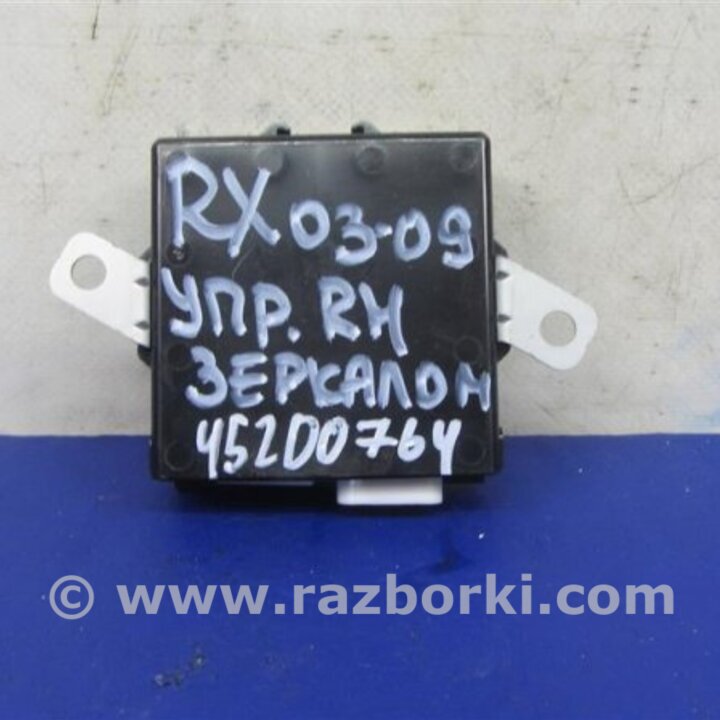 RX 03-09
УПР. RH
ЗЕРКАЛОМ
45200764
© www.razborki.com